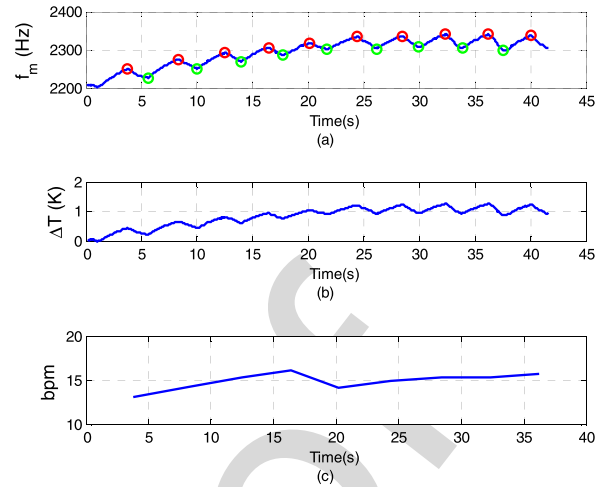 2400
2300
2200
f_m (Hz)
0 5 10 15 20 25 30 35 40 45
Time(s)
(a)
2
1
0
ΔT (K)
0 5 10 15 20 25 30 35 40 45
Time(s)
(b)
20
15
10
bpm
0 5 10 15 20 25 30 35 40
Time(s)
(c)